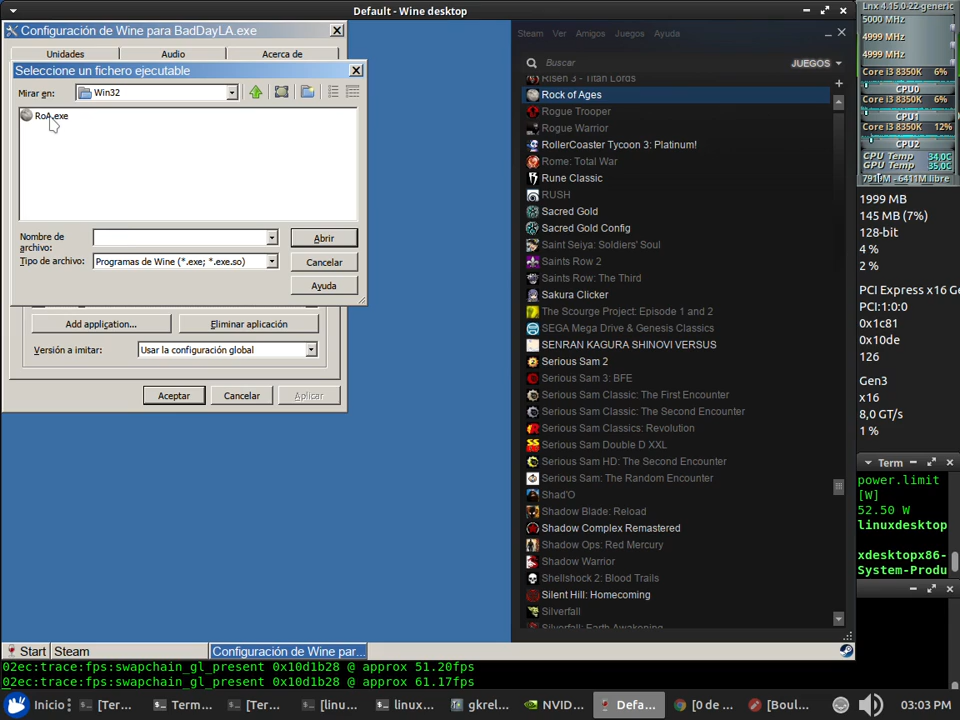 Default - Wine desktop
Configuración de Wine para BadDayLA.exe
Unidades
Audio
Acerca de
Seleccione un fichero ejecutable
Mirar en:
Win32
RoA.exe
Nombre de
archivo:
Abrir
Tipo de archivo:
Programas de Wine (*.exe; *.exe.so)
Cancelar
Ayuda
Add application...
Eliminar aplicación
Versión a imitar:
Usar la configuración global
Aceptar
Cancelar
Aplicar
Steam
Ver
Amigos
Juegos
Ayuda
Buscar
JUEGOS
Risen 3 - Titan Lords
Rock of Ages
Rogue Trooper
Rogue Warrior
RollerCoaster Tycoon 3: Platinum!
Rome: Total War
Rune Classic
RUSH
Sacred Gold
Sacred Gold Config
Saint Seiya: Soldiers' Soul
Saints Row 2
Saints Row: The Third
Sakura Clicker
The Scourge Project: Episode 1 and 2
SEGA Mega Drive & Genesis Classics
SENRAN KAGURA SHINOVI VERSUS
Serious Sam 2
Serious Sam 3: BFE
Serious Sam Classic: The First Encounter
Serious Sam Classic: The Second Encounter
Serious Sam Classics: Revolution
Serious Sam Double D XXL
Serious Sam HD: The Second Encounter
Serious Sam: The Random Encounter
Shad'O
Shadow Blade: Reload
Shadow Complex Remastered
Shadow Ops: Red Mercury
Shadow Warrior
Shellshock 2: Blood Trails
Silent Hill: Homecoming
Silverfall
Silverfall: Earth Awakening
Lnx 4.15.0-22-generic
5000 MHz
4999 MHz
4999 MHz
Core i3 8350K 6%
CPU0
Core i3 8350K 6%
CPU1
Core i3 8350K 12%
CPU2
CPU Temp 34,0C
GPU Temp 35,0C
6411M libre
1999 MB
145 MB (7%)
128-bit
4 %
2 %
PCI Express x16 Ge
PCI:1:0:0
0x1c81
0x10de
126
Gen3
x16
8,0 GT/s
1 %
Term
power.limit
[W]
52.50 W
linuxdesktop
xdesktopx86-
System-Produ
Start
Steam
Configuración de Wine par...
02ec:trace:fps:swapchain_gl_present 0x10d1b28 @ approx 51.20fps
02ec:trace:fps:swapchain_gl_present 0x10d1b28 @ approx 61.17fps
Inicio
[Ter...
Term...
[Ter...
[linu...
linux...
gkrel...
NVID...
Defa...
[0 de ...
[Boul...
03:03 PM